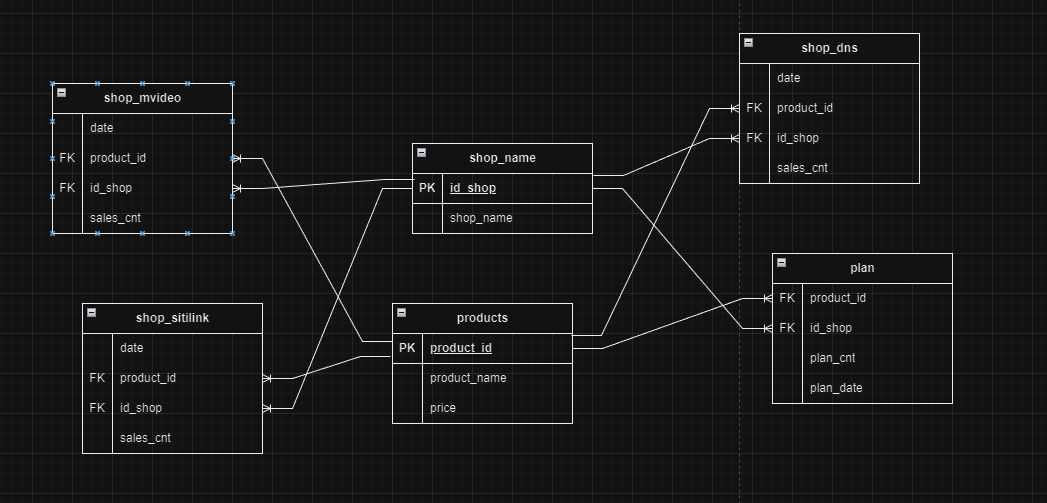 shop_mvideo
date
FK product_id
FK id_shop
sales_cnt
shop_name
PK id_shop
shop_name
shop_dns
date
FK product_id
FK id_shop
sales_cnt
shop_sitilink
date
FK product_id
FK id_shop
sales_cnt
products
PK product_id
product_name
price
plan
FK product_id
FK id_shop
plan_cnt
plan_date